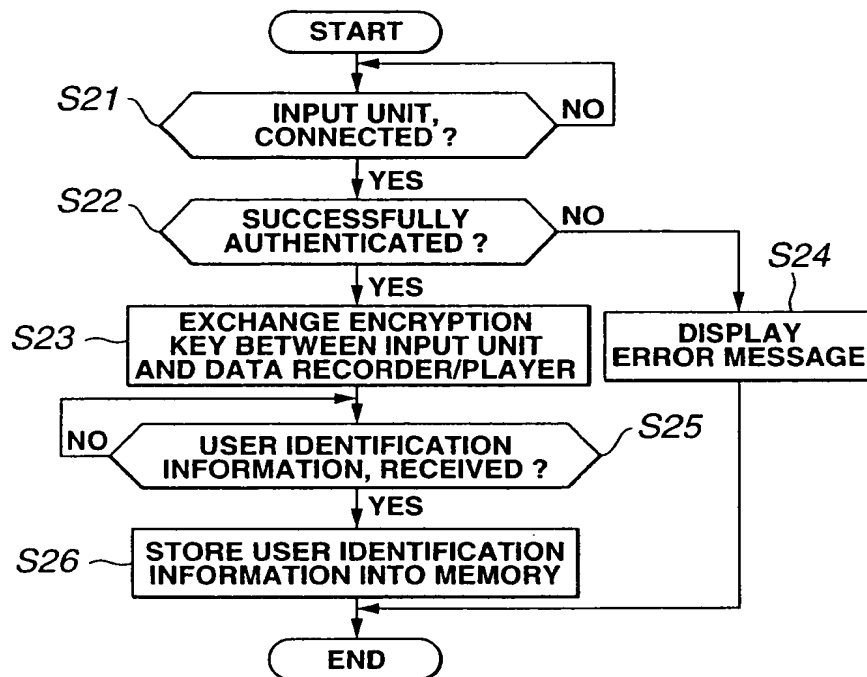 START
S21
INPUT UNIT,
CONNECTED ?
NO
YES
S22
SUCCESSFULLY
AUTHENTICATED ?
NO
YES
S24
DISPLAY
ERROR MESSAGE
S23
EXCHANGE ENCRYPTION
KEY BETWEEN INPUT UNIT
AND DATA RECORDER/PLAYER
NO
S25
USER IDENTIFICATION
INFORMATION, RECEIVED ?
YES
S26
STORE USER IDENTIFICATION
INFORMATION INTO MEMORY
END